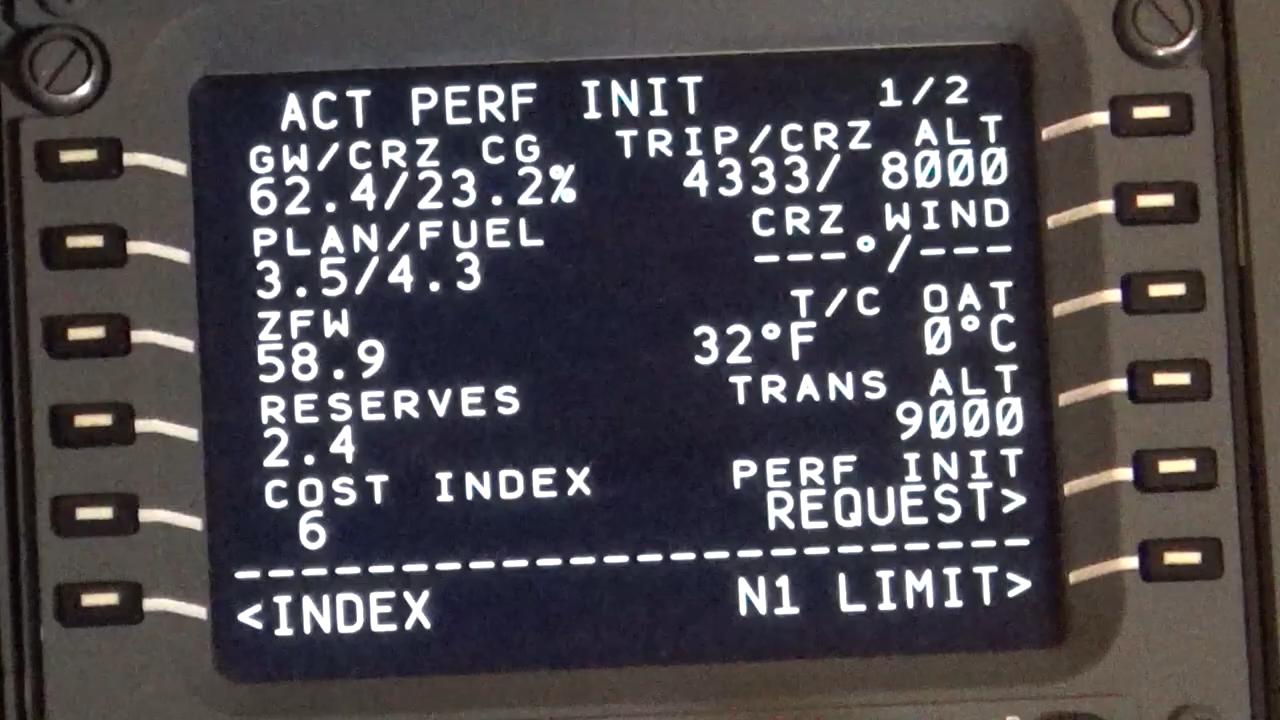 ACT PERF INIT 1/2
GW/CRZ CG TRIP/CRZ ALT
62.4/23.2% 4333/ 8000
PLAN/FUEL CRZ WIND
3.5/4.3 ---°/---
ZFW T/C OAT
58.9 32°F 0°C
RESERVES TRANS ALT
2.4 9000
COST INDEX PERF INIT
6 REQUEST>
------------------------
<INDEX N1 LIMIT>